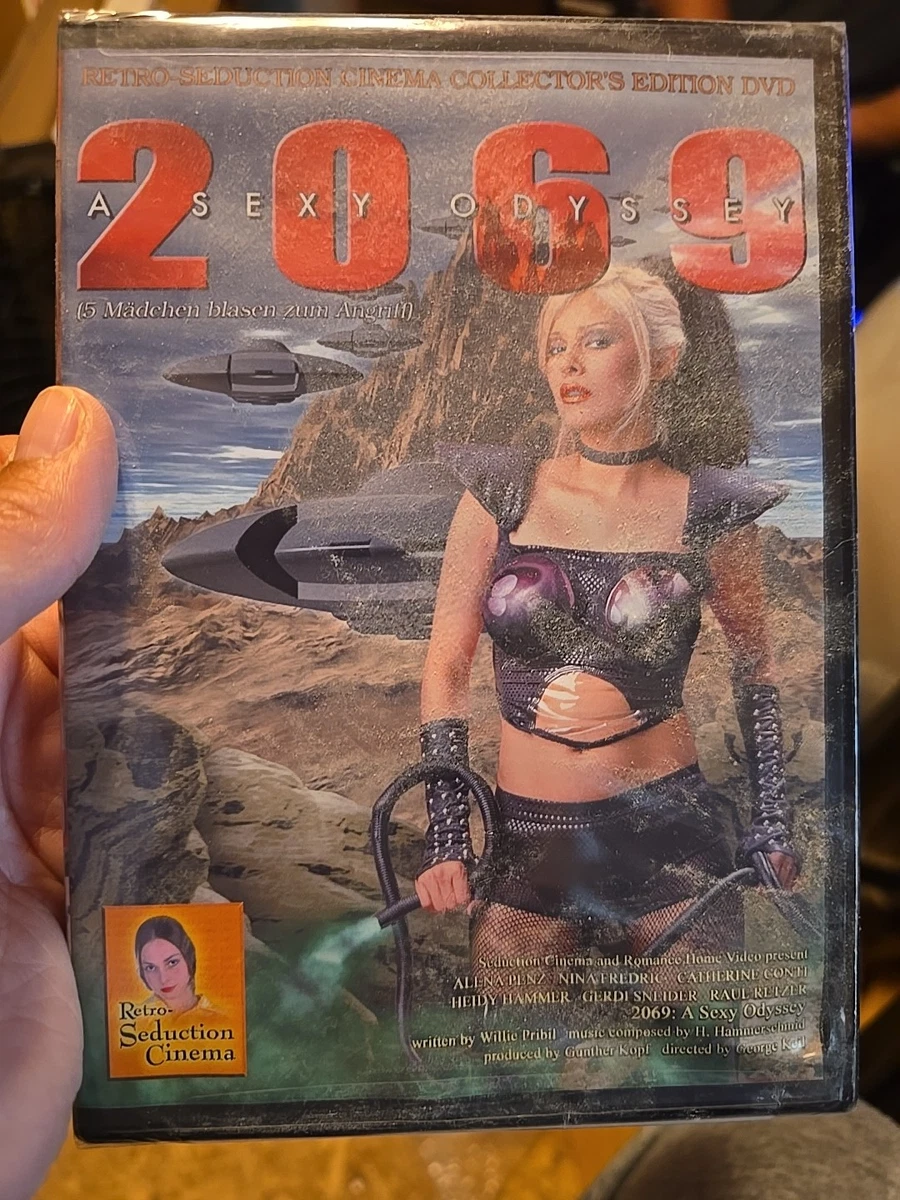 RETRO-SEDUCTION CINEMA COLLECTOR'S EDITION DVD
2069
A SEXY ODYSSEY
(5 Mädchen blasen zum Angriff)
Seduction Cinema and Romance Home Video present
ALENA PENZ NINA FREDRIC CATHERINE CONTI
HEIDY HAMMER GERDI SNEIDER RAUL RETZER
2069: A Sexy Odyssey
written by Willie Pribil music composed by H. Hammerschmid
produced by Gunther Kopf directed by George Keil
Retro-
Seduction
Cinema